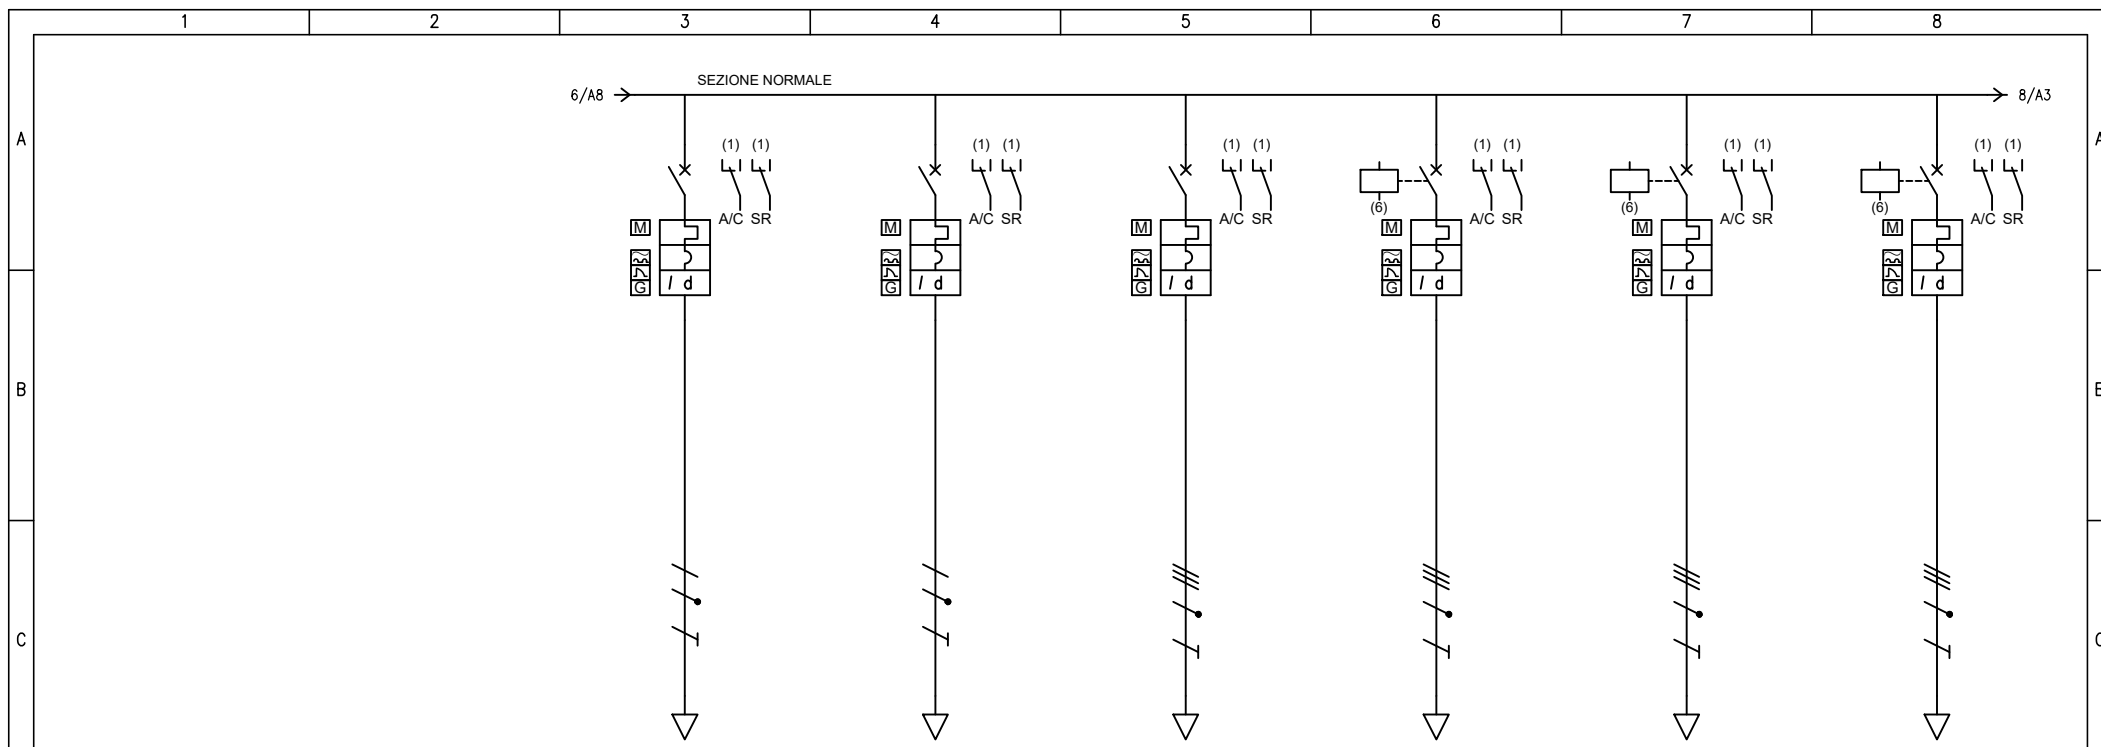 1 2 3 4 5 6 7 8
SEZIONE NORMALE
6/A8 8/A3
A A
(1) (1) (1) (1) (1) (1) (1) (1) (1) (1) (1) (1)
(6) (6) (6)
A/C SR A/C SR A/C SR A/C SR A/C SR A/C SR
M M M M M M
I d I d I d I d I d I d
G G G G G G
B B
C C